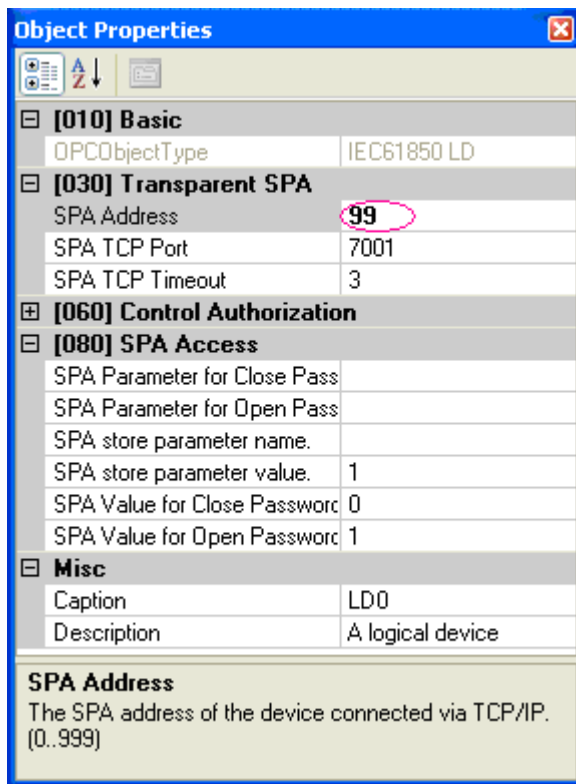 Object Properties
[010] Basic
OPCObjectType IEC61850 LD
[030] Transparent SPA
SPA Address 99
SPA TCP Port 7001
SPA TCP Timeout 3
[060] Control Authorization
[080] SPA Access
SPA Parameter for Close Pass
SPA Parameter for Open Pass
SPA store parameter name.
SPA store parameter value. 1
SPA Value for Close Passworc 0
SPA Value for Open Passworc 1
Misc
Caption LD0
Description A logical device
SPA Address
The SPA address of the device connected via TCP/IP.
(0..999)